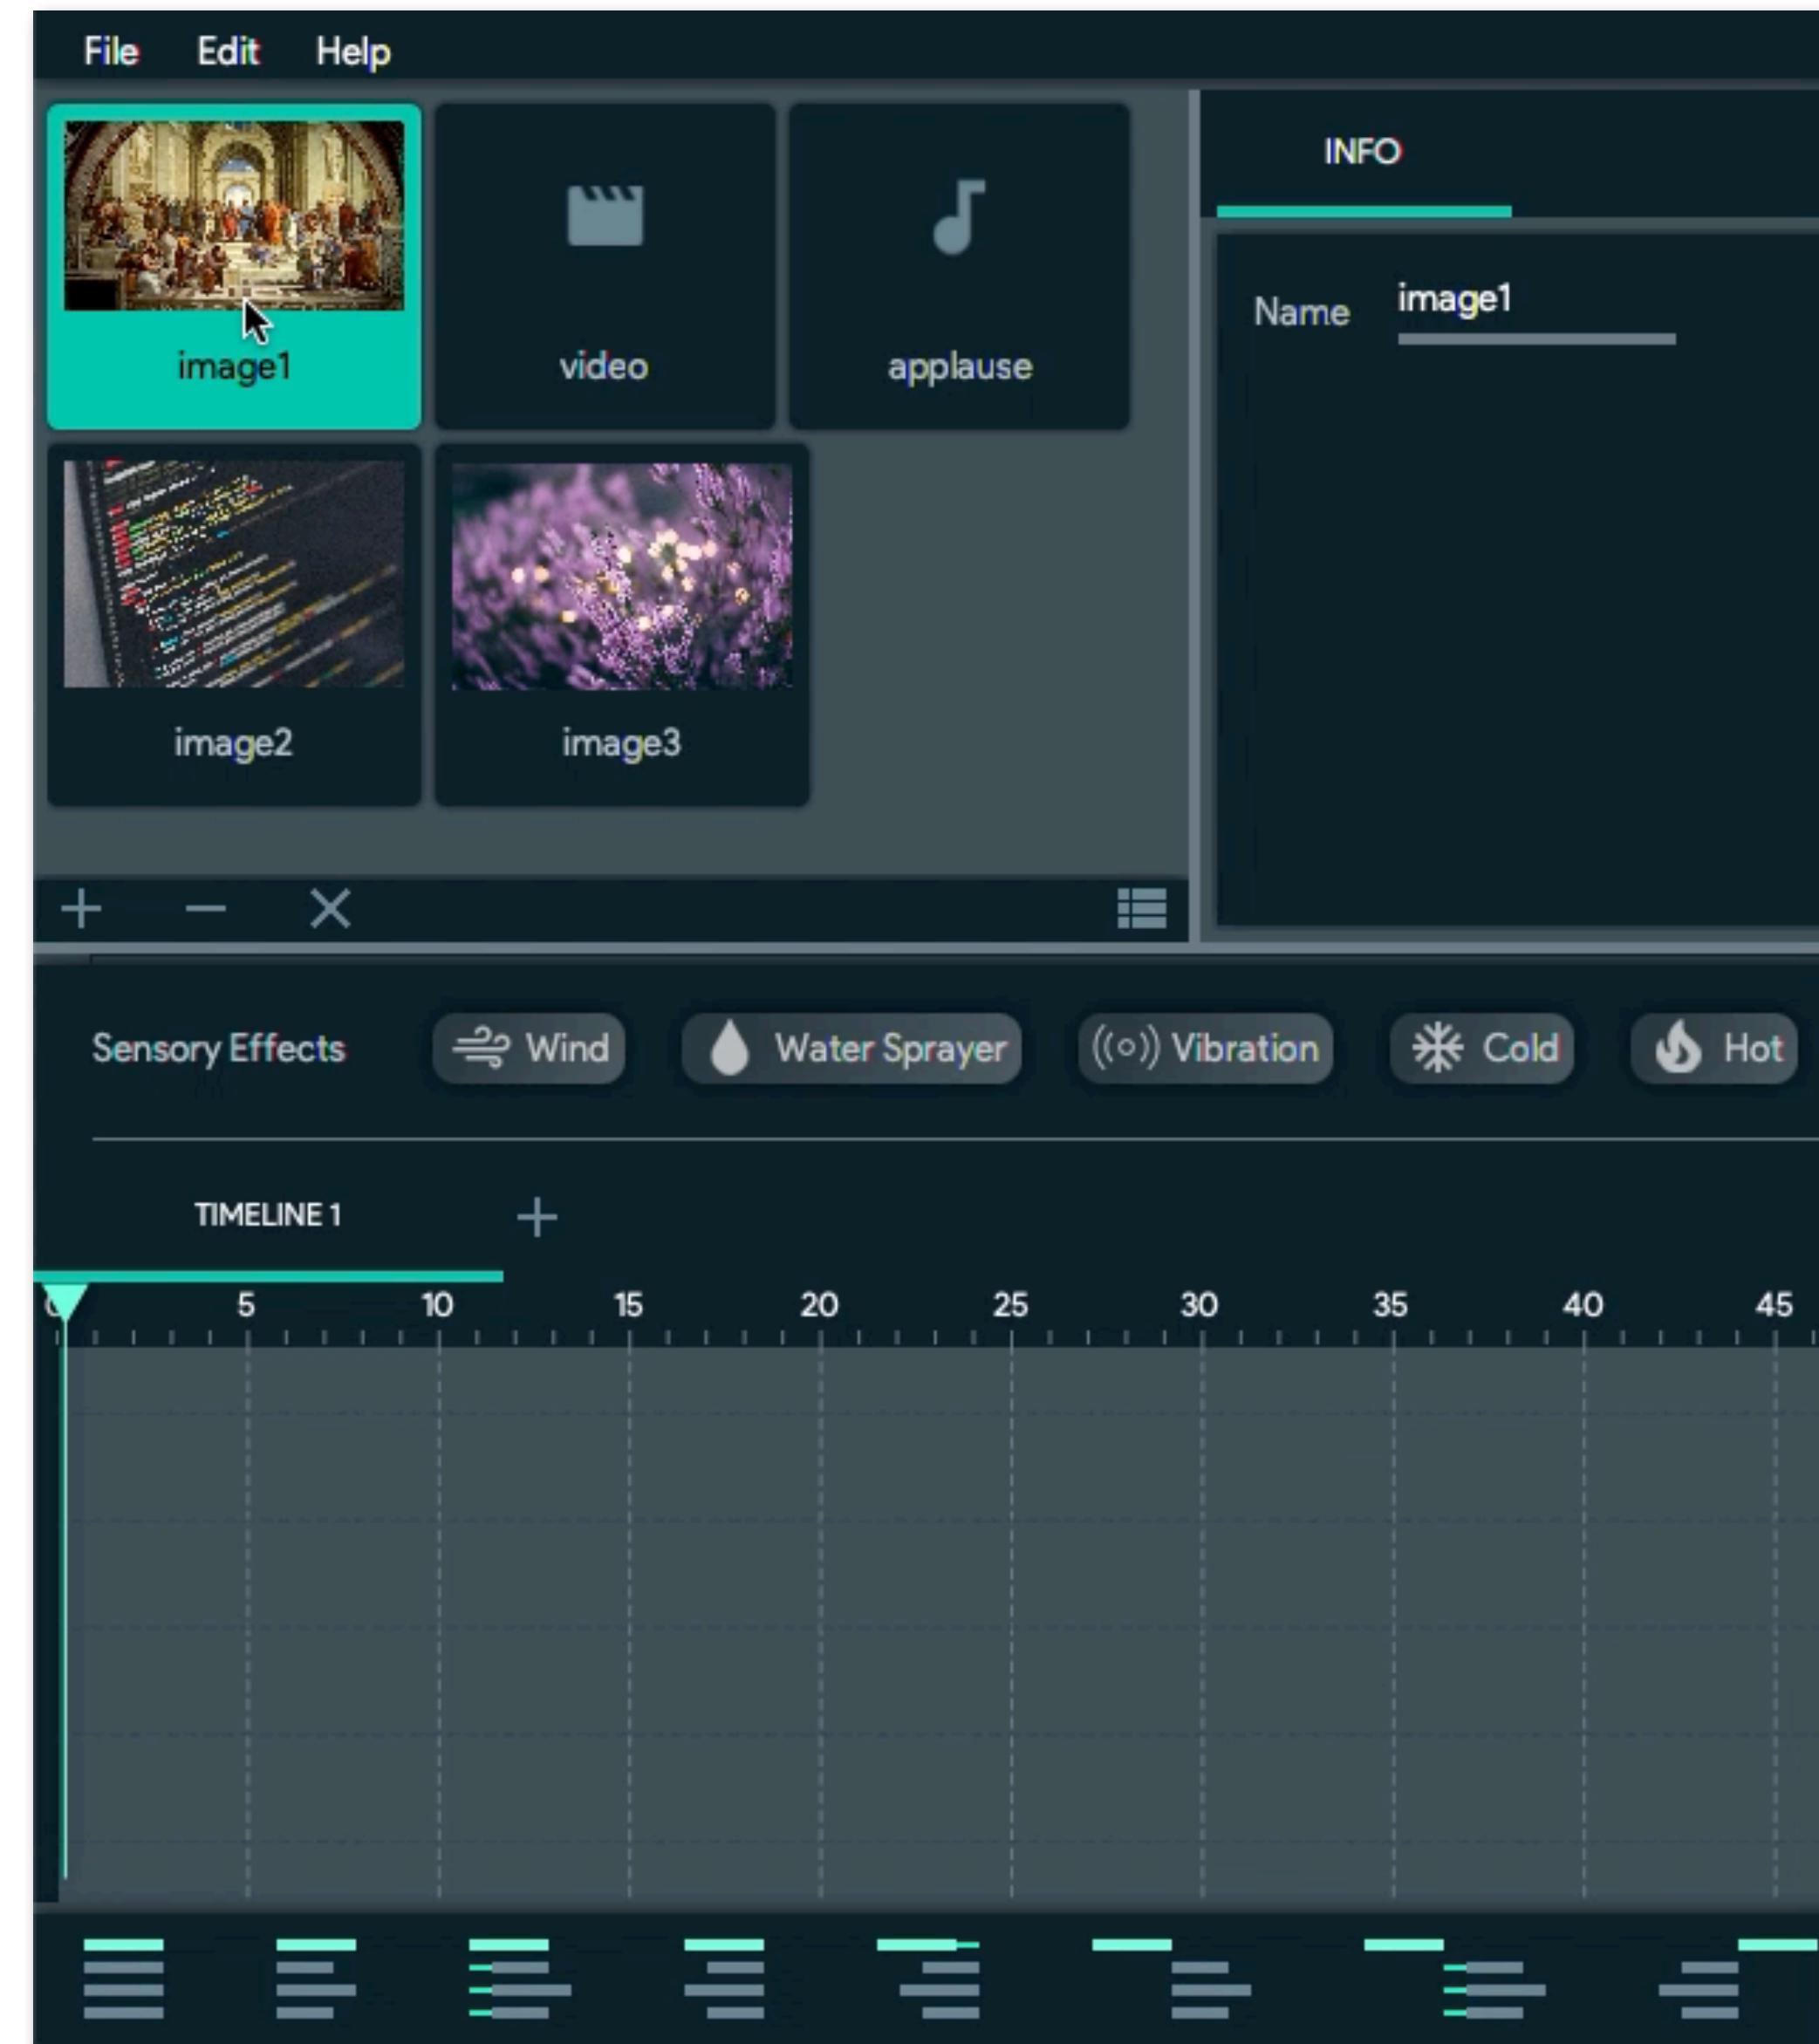 File Edit Help
INFO
Name image1
image1 video applause
image2 image3
Sensory Effects Wind Water Sprayer Vibration Cold Hot
TIMELINE 1
5 10 15 20 25 30 35 40 45